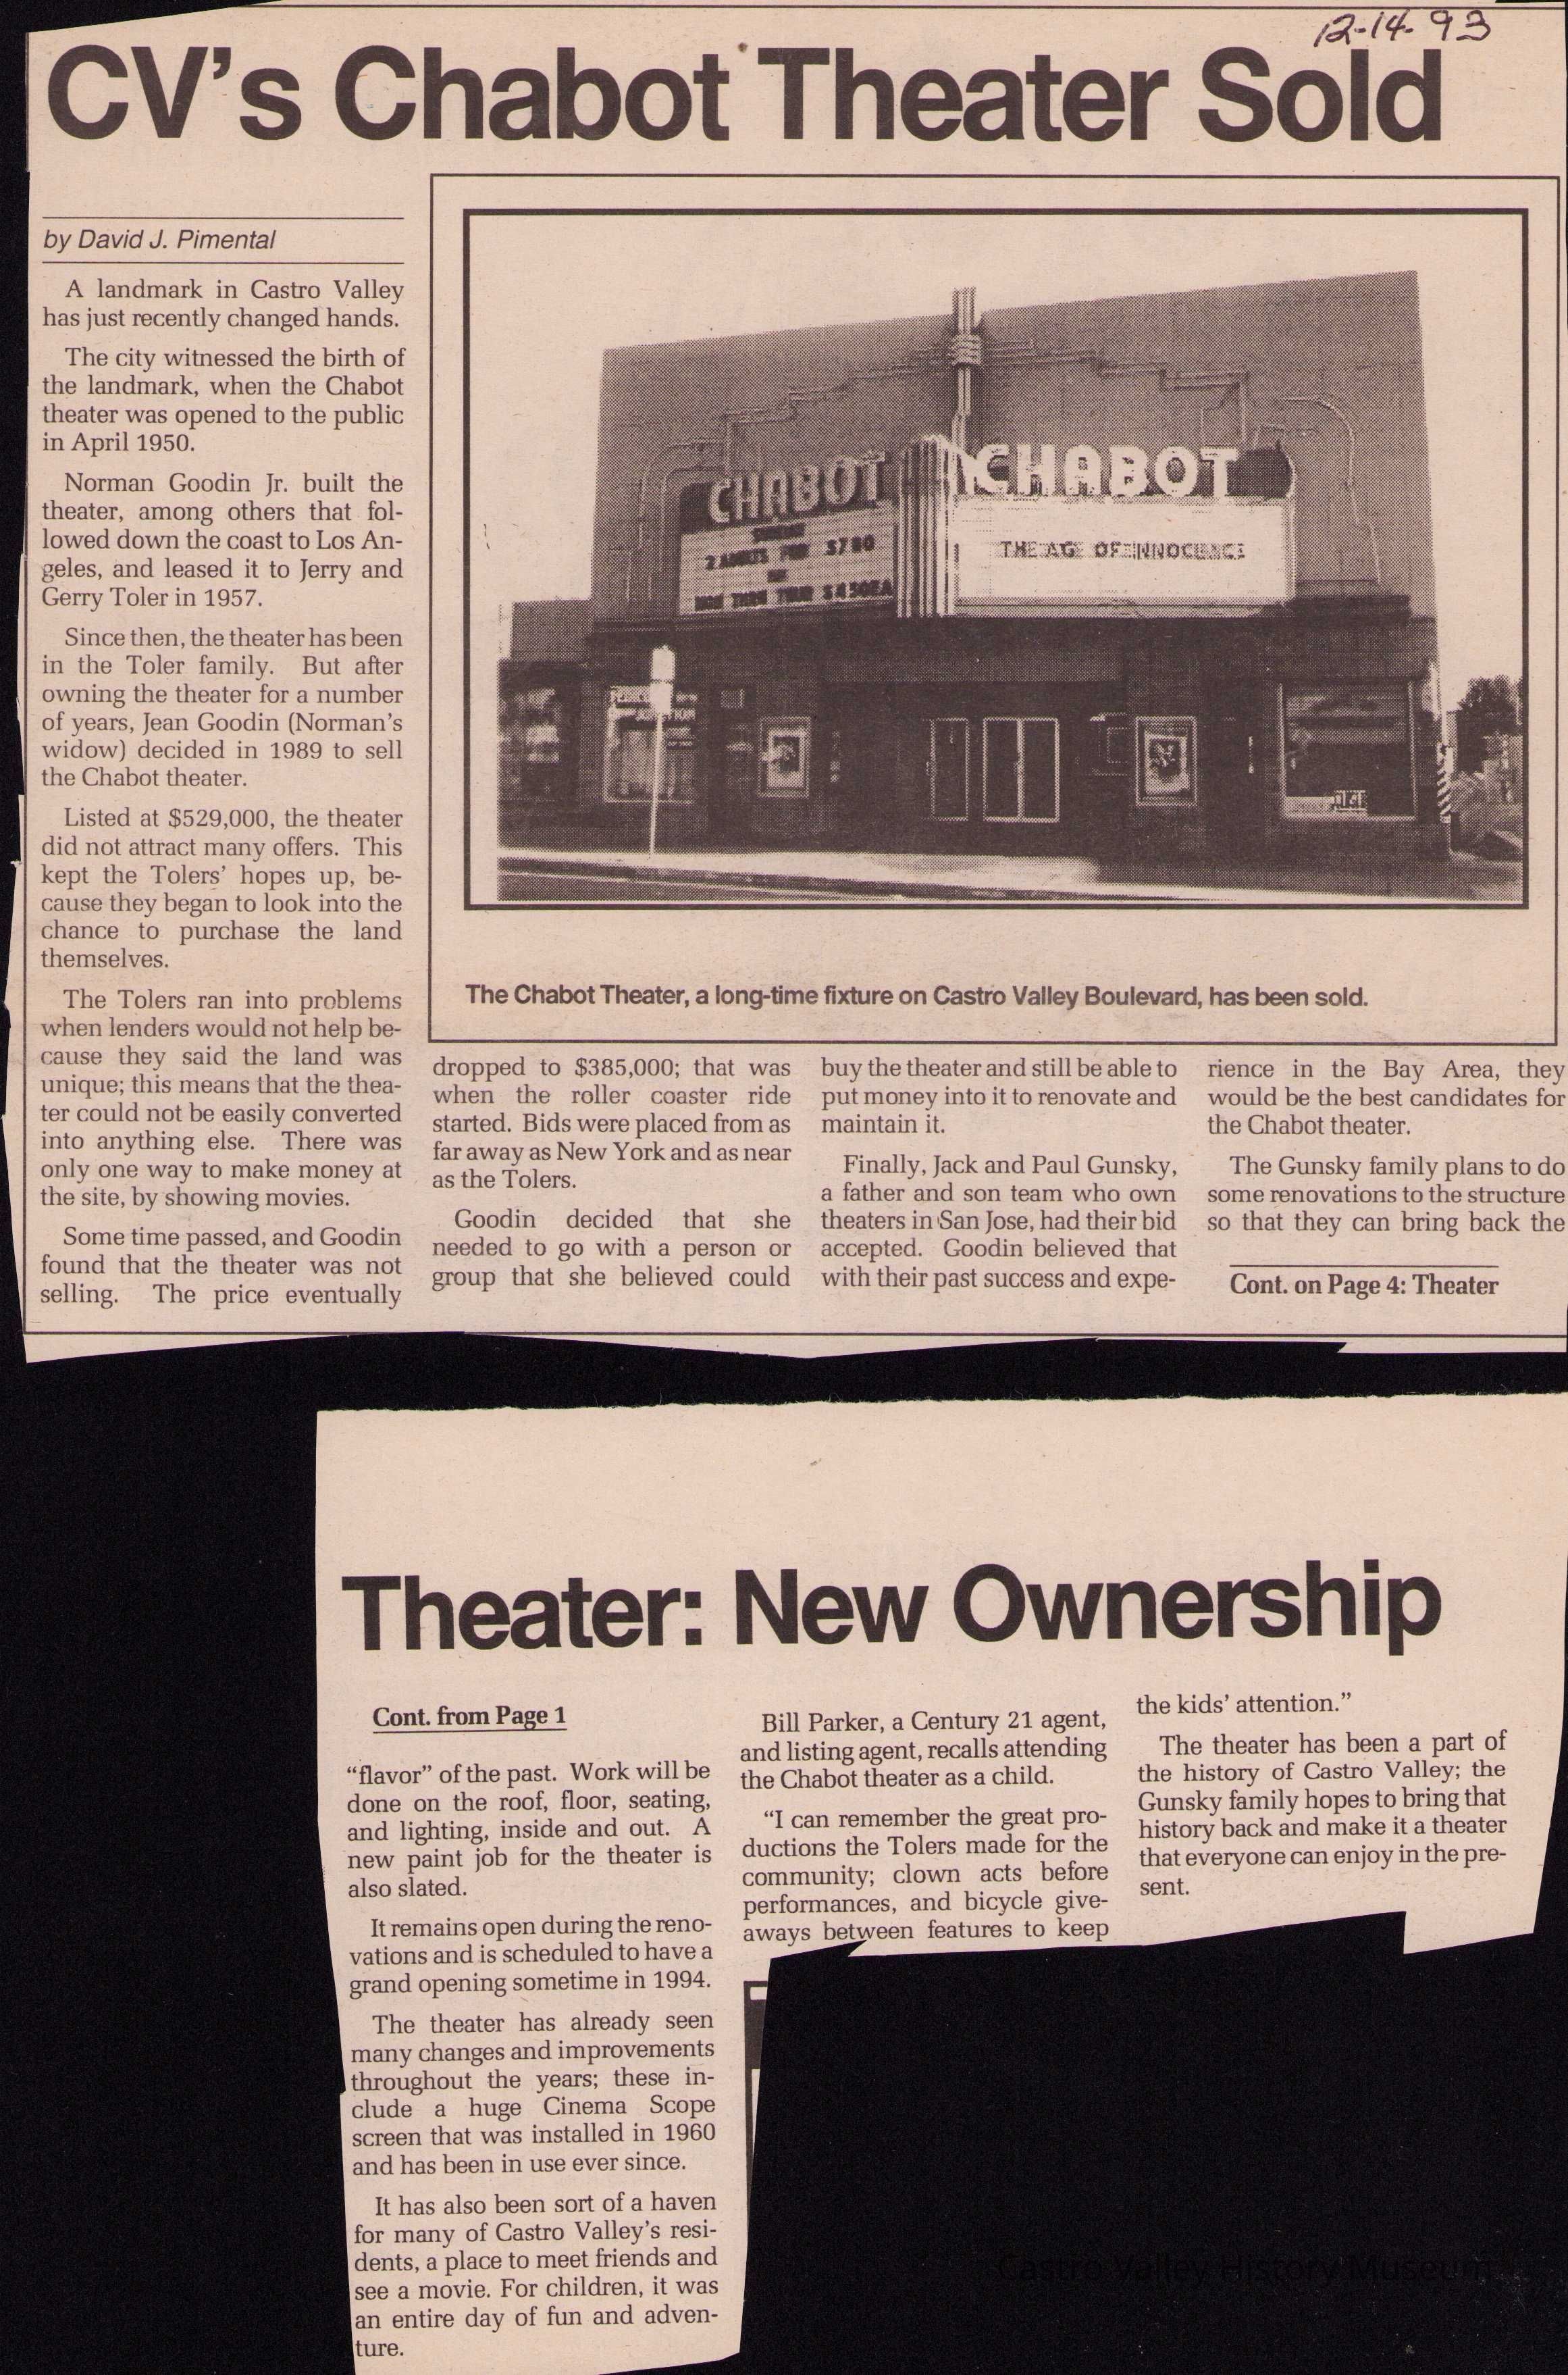 12-14-93
CV's Chabot Theater Sold
by David J. Pimental
A landmark in Castro Valley
has just recently changed hands.
The city witnessed the birth of
the landmark, when the Chabot
theater was opened to the public
in April 1950.
Norman Goodin Jr. built the
theater, among others that fol-
lowed down the coast to Los An-
geles, and leased it to Jerry and
Gerry Toler in 1957.
Since then, the theater has been
in the Toler family. But after
owning the theater for a number
of years, Jean Goodin (Norman's
widow) decided in 1989 to sell
the Chabot theater.
Listed at $529,000, the theater
did not attract many offers. This
kept the Tolers' hopes up, be-
cause they began to look into the
chance to purchase the land
themselves.
The Tolers ran into problems
when lenders would not help be-
cause they said the land was
unique; this means that the thea-
ter could not be easily converted
into anything else. There was
only one way to make money at
the site, by showing movies.
Some time passed, and Goodin
found that the theater was not
selling. The price eventually
CHABOT
CHABOT
2 ADULTS FOR $7.80
THE AGE OF INNOCENCE
The Chabot Theater, a long-time fixture on Castro Valley Boulevard, has been sold.
dropped to $385,000; that was
when the roller coaster ride
started. Bids were placed from as
far away as New York and as near
as the Tolers.
Goodin decided that she
needed to go with a person or
group that she believed could
buy the theater and still be able to
put money into it to renovate and
maintain it.
Finally, Jack and Paul Gunsky,
a father and son team who own
theaters in San Jose, had their bid
accepted. Goodin believed that
with their past success and expe-
rience in the Bay Area, they
would be the best candidates for
the Chabot theater.
The Gunsky family plans to do
some renovations to the structure
so that they can bring back the
Cont. on Page 4: Theater
Theater: New Ownership
Cont. from Page 1
“flavor” of the past. Work will be
done on the roof, floor, seating,
and lighting, inside and out. A
new paint job for the theater is
also slated.
It remains open during the reno-
vations and is scheduled to have a
grand opening sometime in 1994.
The theater has already seen
many changes and improvements
throughout the years; these in-
clude a huge Cinema Scope
screen that was installed in 1960
and has been in use ever since.
It has also been sort of a haven
for many of Castro Valley's resi-
dents, a place to meet friends and
see a movie. For children, it was
an entire day of fun and adven-
ture.
Bill Parker, a Century 21 agent,
and listing agent, recalls attending
the Chabot theater as a child.
“I can remember the great pro-
ductions the Tolers made for the
community; clown acts before
performances, and bicycle give-
aways between features to keep
the kids' attention.”
The theater has been a part of
the history of Castro Valley; the
Gunsky family hopes to bring that
history back and make it a theater
that everyone can enjoy in the pre-
sent.
Castro Valley History Museum